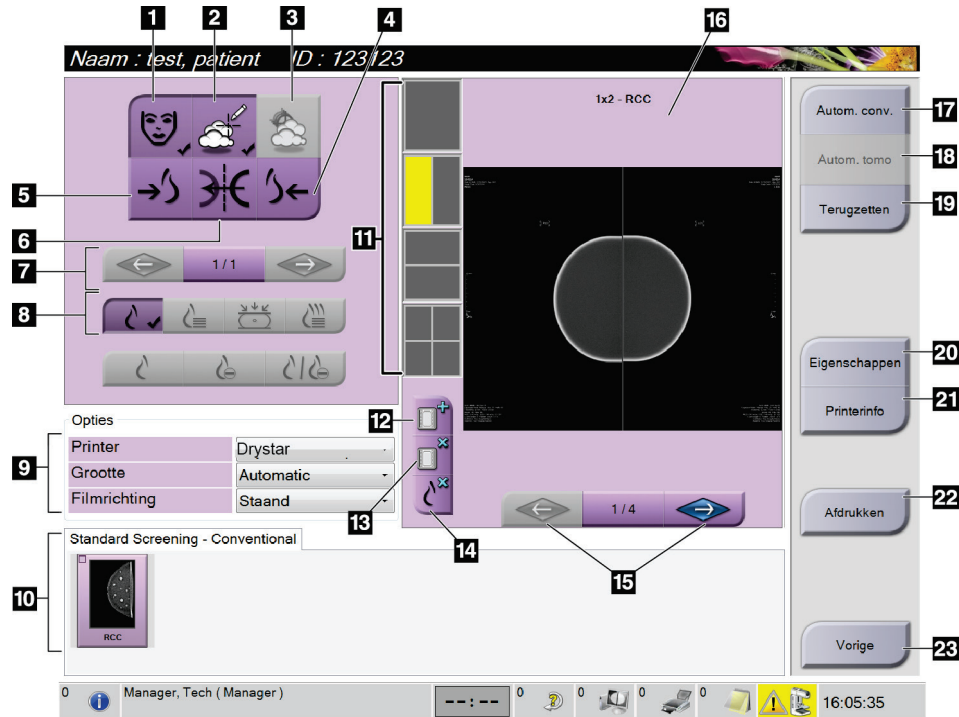 1 2 3 4 16
Naam : test, patient ID : 123123
1x2 - RCC
17 Autom. conv.
18 Autom. tomo
19 Terugzetten
5
6
7 1/1
8
11
20 Eigenschappen
21 Printerinfo
12
13
14
Opties
9
Printer Drystar
Grootte Automatic
Filmrichting Staand
1/4
15
22 Afdrukken
10
Standard Screening - Conventional
RCC
23 Vorige
0 Manager, Tech ( Manager ) --:-- 0 0 0 0 16:05:35